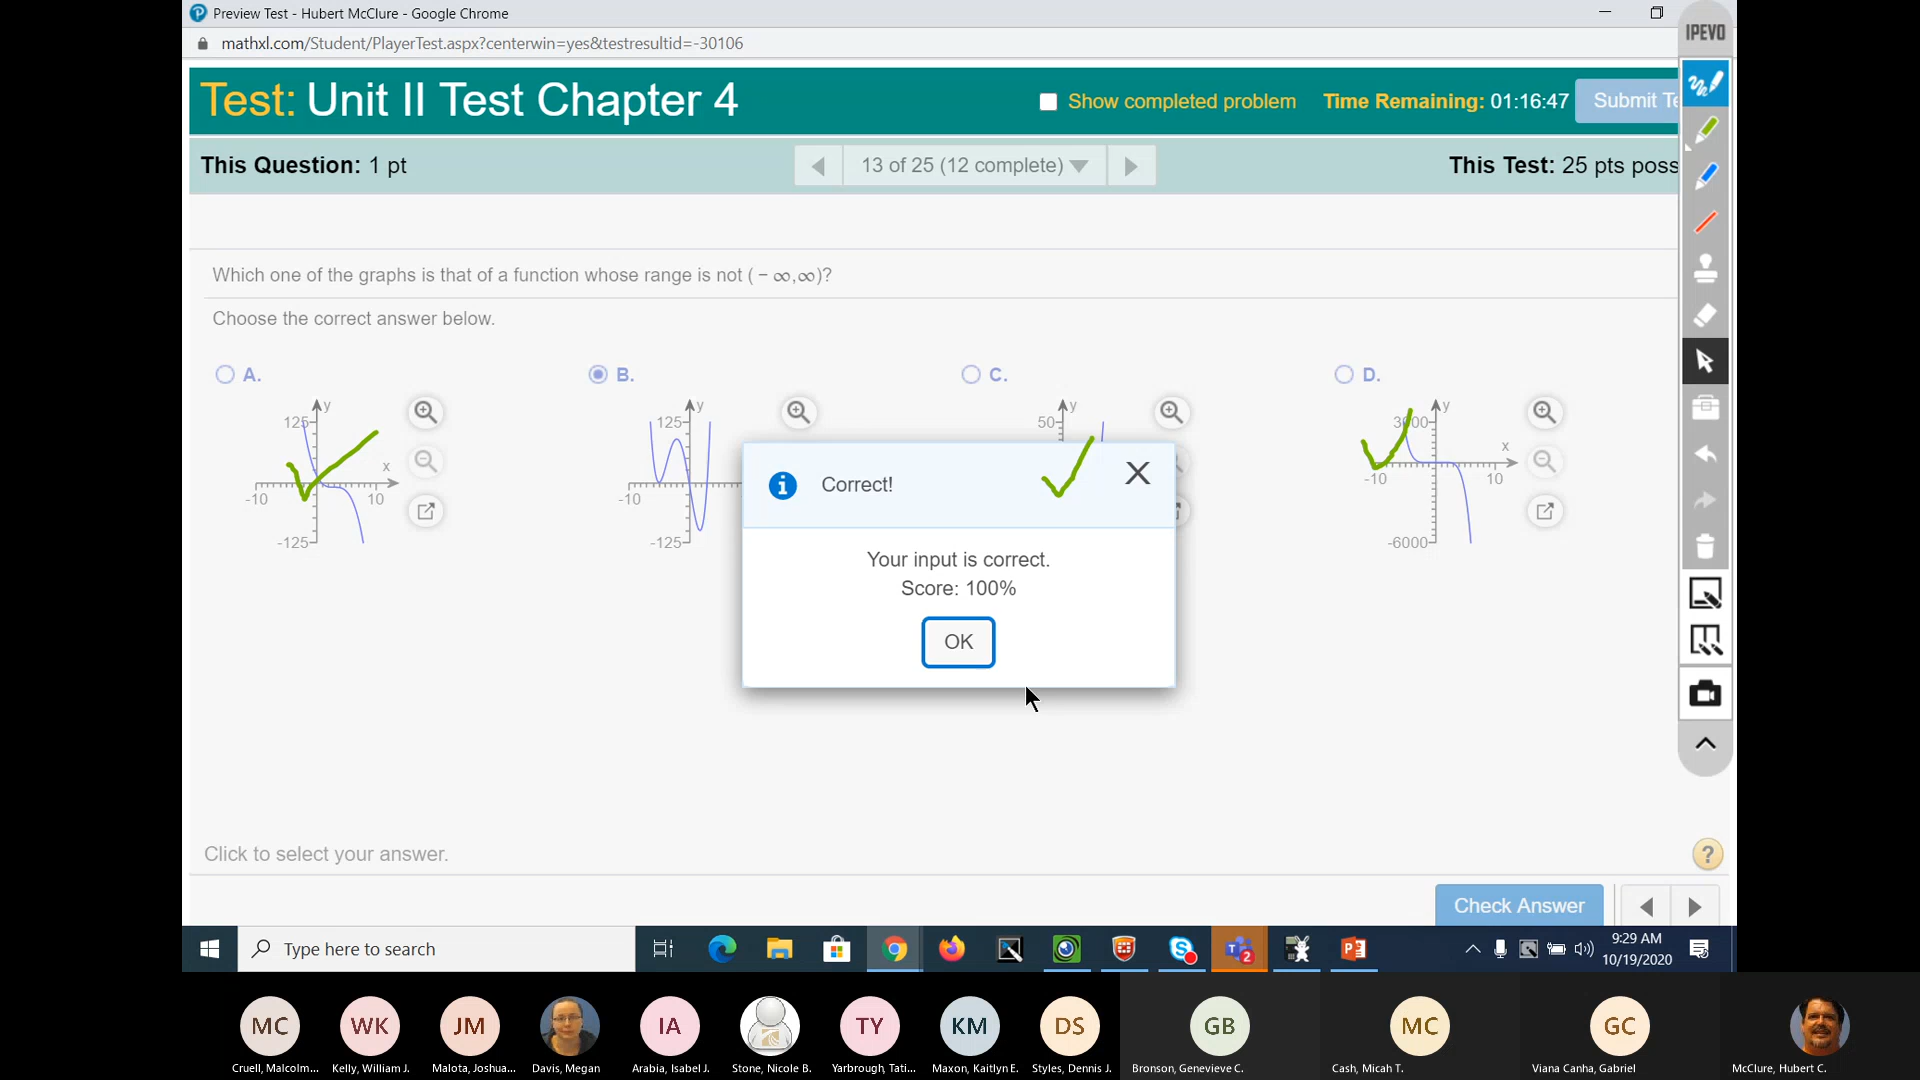 Preview Test - Hubert McClure - Google Chrome
mathxl.com/Student/PlayerTest.aspx?centerwin=yes&testresultid=-30106
IPEVO
Test: Unit II Test Chapter 4
Show completed problem
Time Remaining: 01:16:47
Submit Te
This Question: 1 pt
13 of 25 (12 complete)
This Test: 25 pts poss
Which one of the graphs is that of a function whose range is not (−∞,∞)?
Choose the correct answer below.
A.
B.
C.
D.
125
y
x
-10
10
-125
125
y
-10
-125
50
y
3000
y
x
-10
10
-6000
Correct!
Your input is correct.
Score: 100%
OK
Click to select your answer.
?
Check Answer
Type here to search
2
9:29 AM
10/19/2020
MC
WK
JM
IA
TY
KM
DS
GB
MC
GC
Cruell, Malcolm...
Kelly, William J.
Malota, Joshua...
Davis, Megan
Arabia, Isabel J.
Stone, Nicole B.
Yarbrough, Tati...
Maxon, Kaitlyn E.
Styles, Dennis J.
Bronson, Genevieve C.
Cash, Micah T.
Viana Canha, Gabriel
McClure, Hubert C.